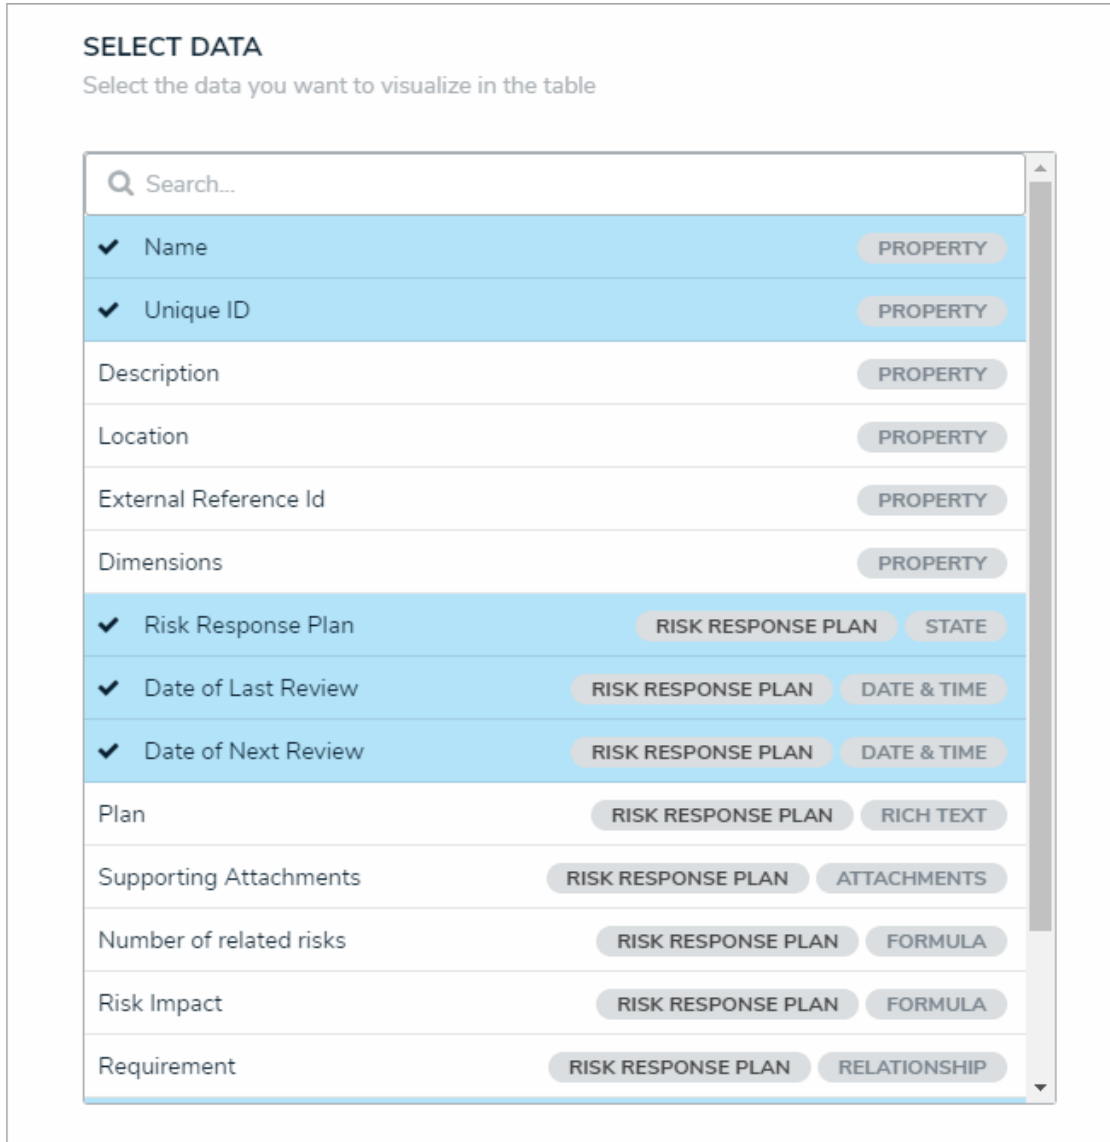 SELECT DATA
Select the data you want to visualize in the table
Search...
Name PROPERTY
Unique ID PROPERTY
Description PROPERTY
Location PROPERTY
External Reference Id PROPERTY
Dimensions PROPERTY
Risk Response Plan RISK RESPONSE PLAN STATE
Date of Last Review RISK RESPONSE PLAN DATE & TIME
Date of Next Review RISK RESPONSE PLAN DATE & TIME
Plan RISK RESPONSE PLAN RICH TEXT
Supporting Attachments RISK RESPONSE PLAN ATTACHMENTS
Number of related risks RISK RESPONSE PLAN FORMULA
Risk Impact RISK RESPONSE PLAN FORMULA
Requirement RISK RESPONSE PLAN RELATIONSHIP